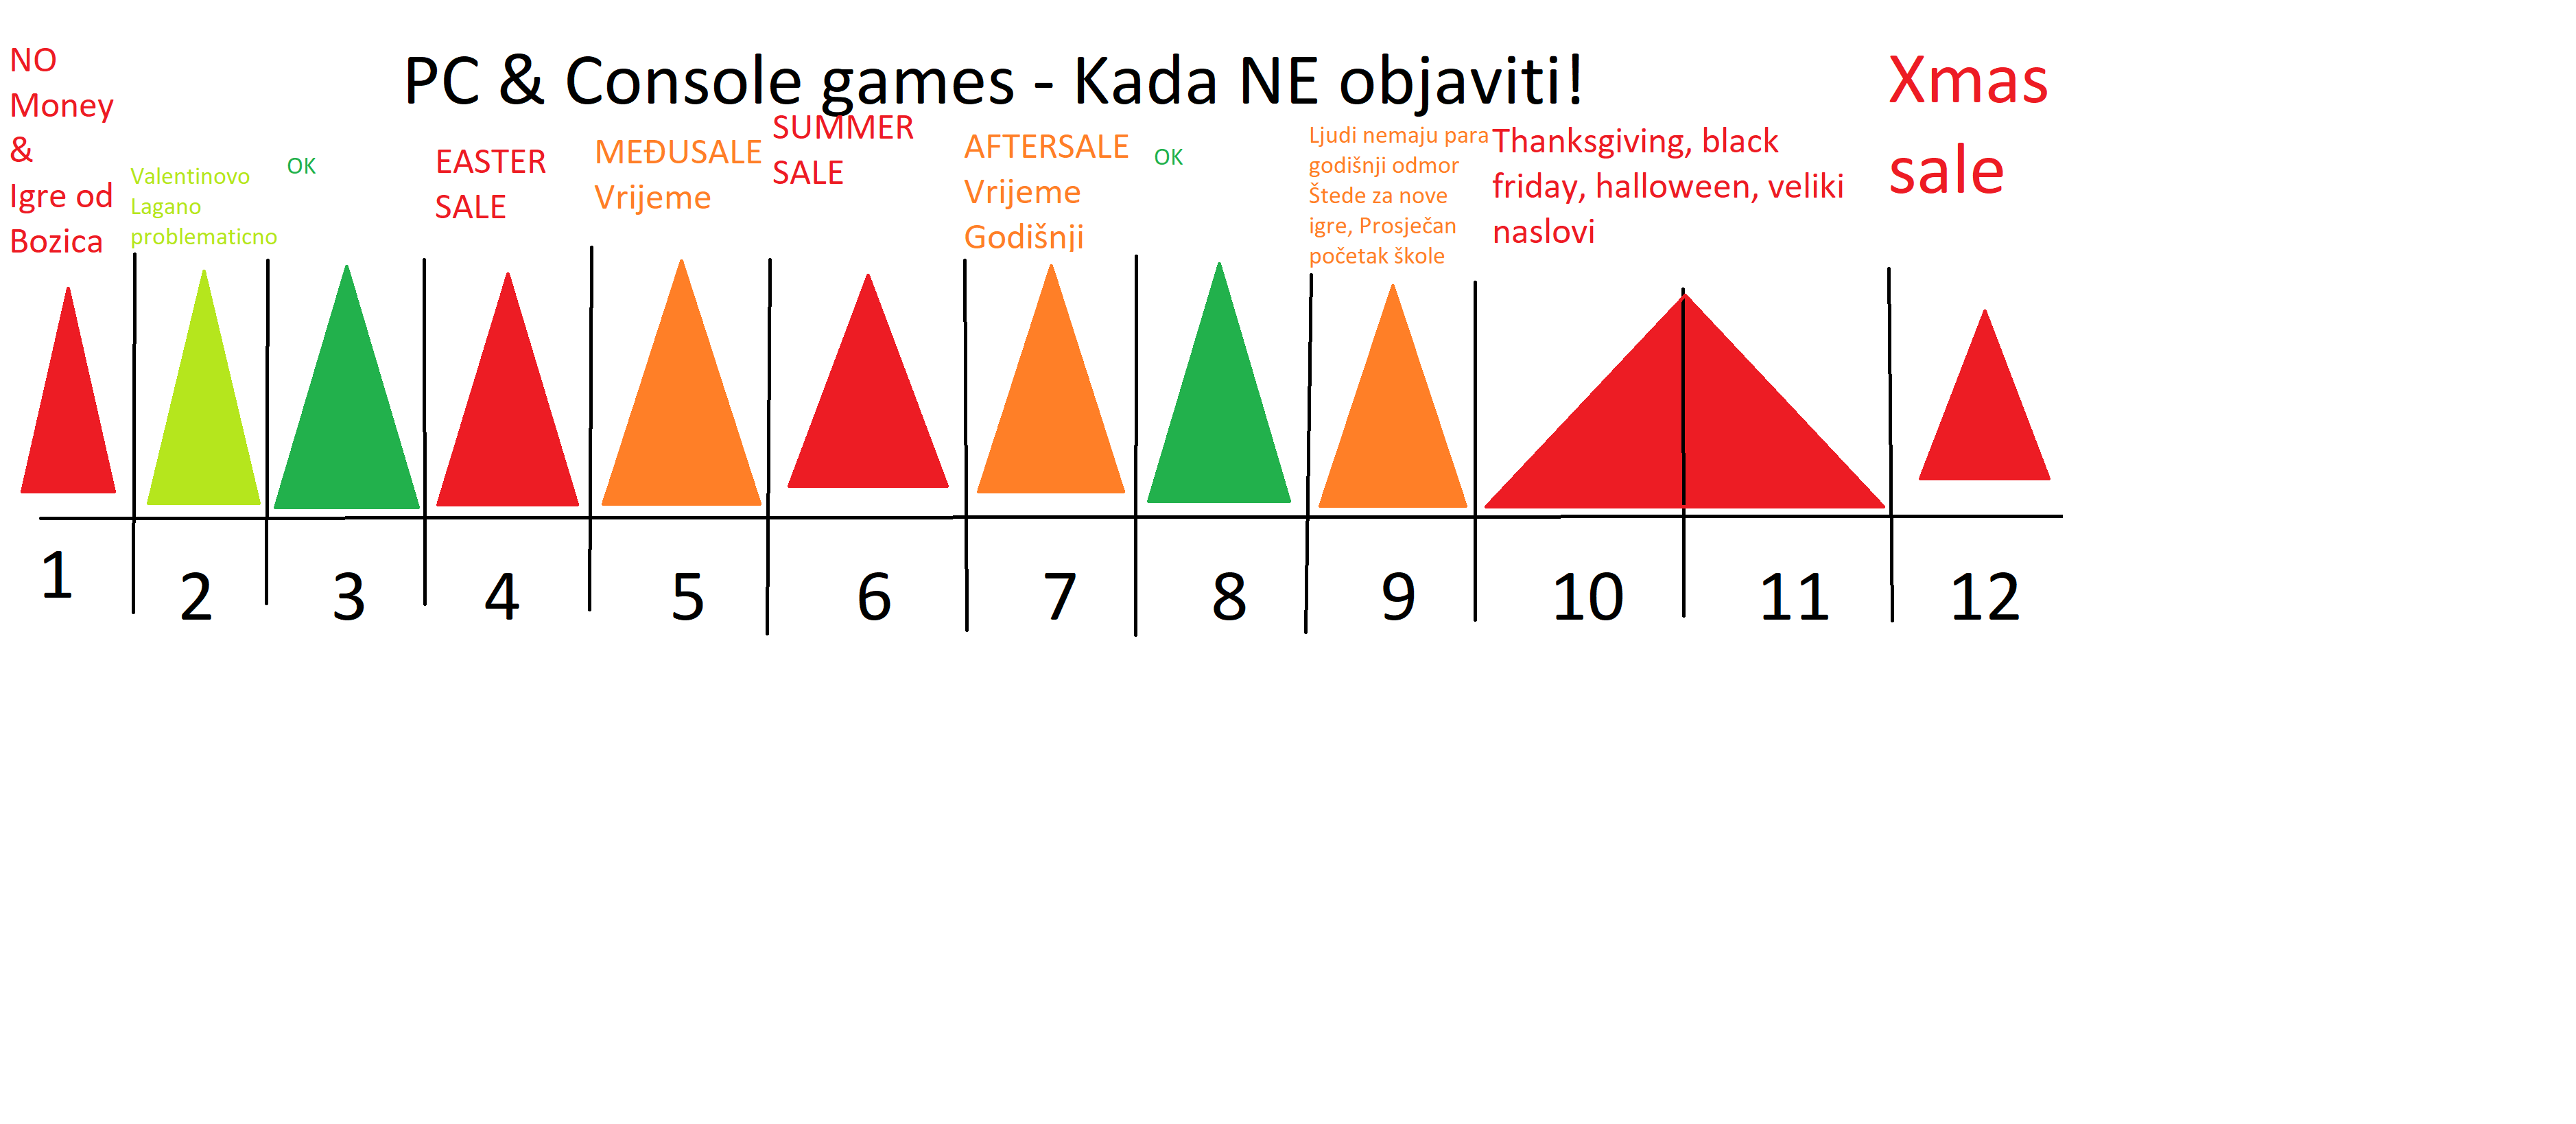 PC & Console games - Kada NE objaviti!
NO
Money
&
Igre od
Bozica
Valentinovo
Lagano
problematicno
OK
EASTER
SALE
MEĐUSALE
Vrijeme
SUMMER
SALE
AFTERSALE
Vrijeme
Godišnji
OK
Ljudi nemaju para
godišnji odmor
Štede za nove
igre, Prosječan
početak škole
Thanksgiving, black
friday, halloween, veliki
naslovi
Xmas
sale
1 2 3 4 5 6 7 8 9 10 11 12